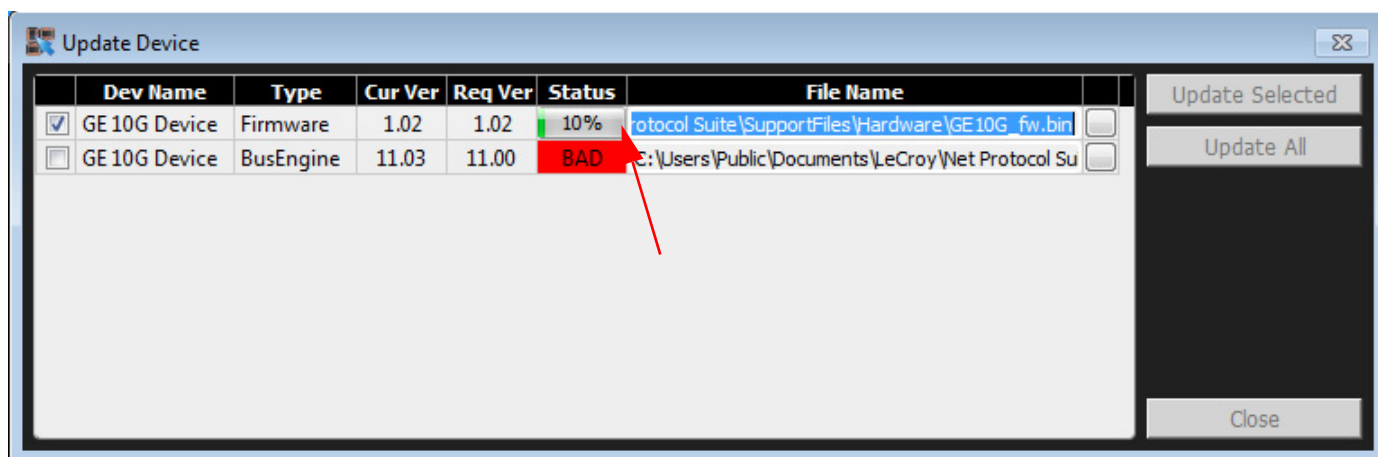 Update Device
Dev Name Type Cur Ver Req Ver Status File Name
GE 10G Device Firmware 1.02 1.02 10% rotocol Suite\SupportFiles\Hardware\GE10G_fw.bin
GE 10G Device BusEngine 11.03 11.00 BAD C:\Users\Public\Documents\LeCroy\Net Protocol Su
Update Selected
Update All
Close